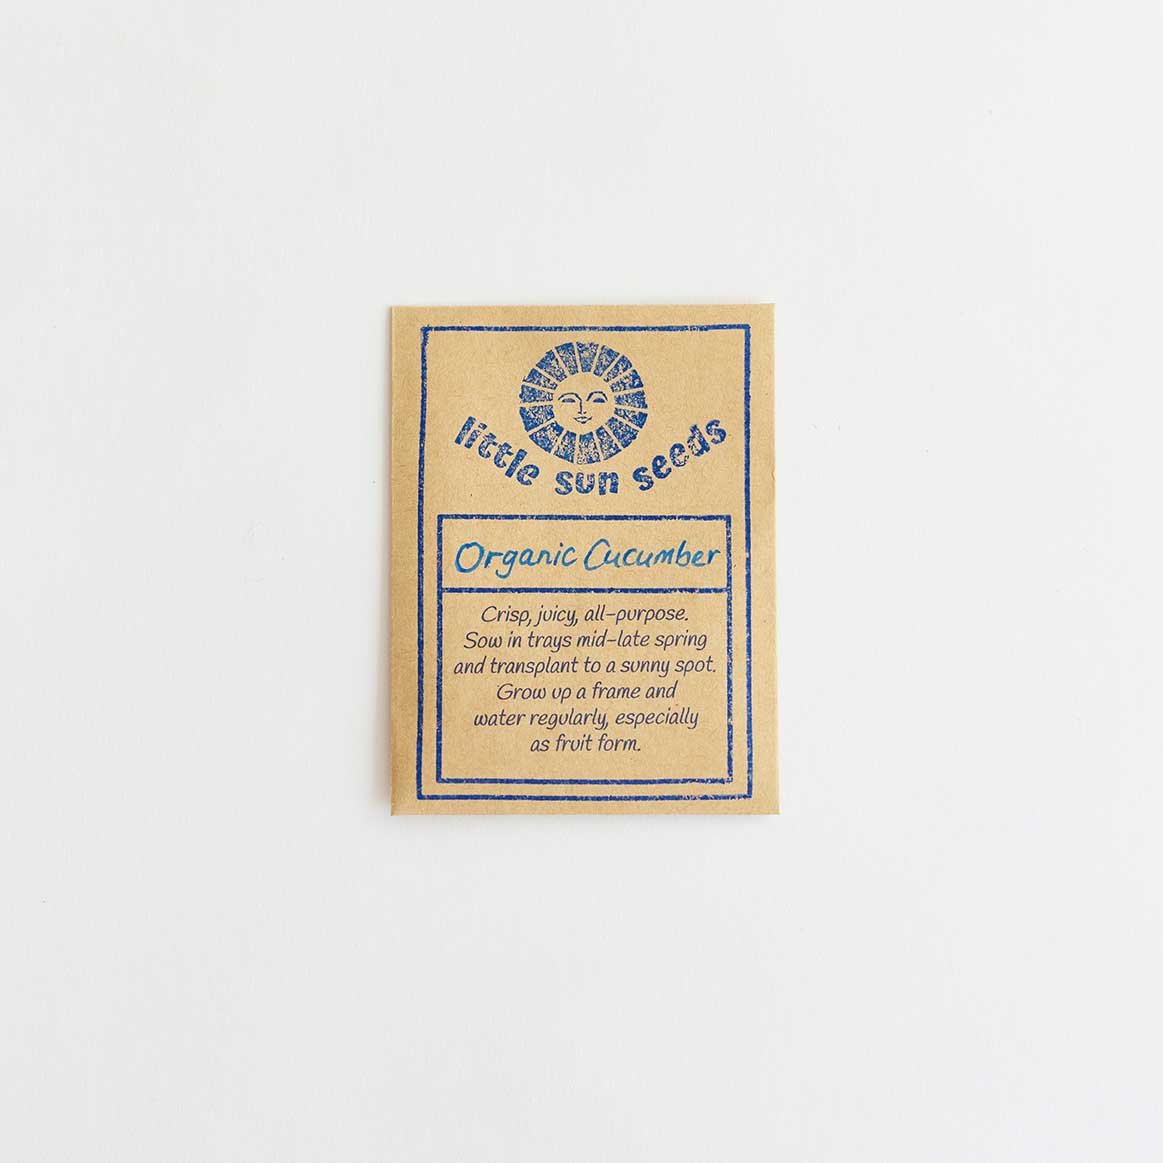 little sun seeds
Organic Cucumber
Crisp, juicy, all-purpose.
Sow in trays mid-late spring
and transplant to a sunny spot.
Grow up a frame and
water regularly, especially
as fruit form.